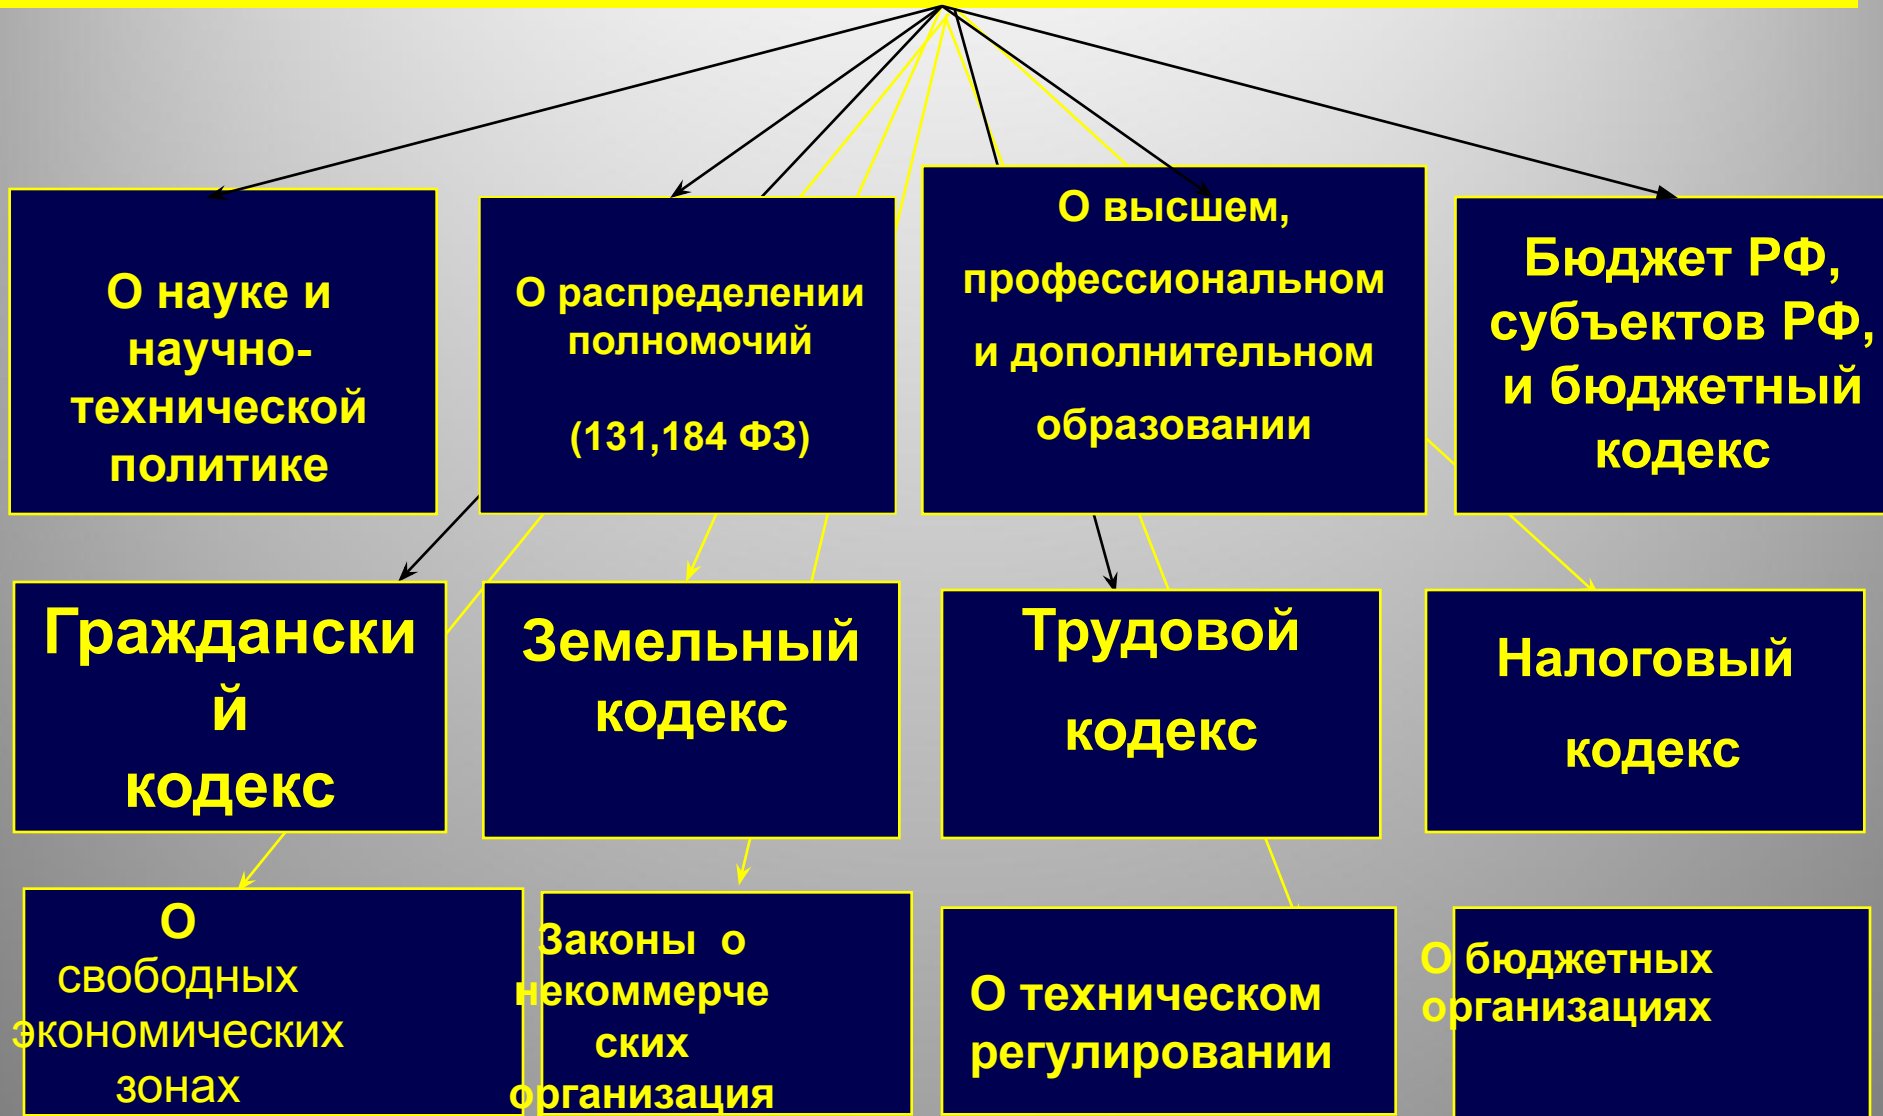 О науке и
научно-
технической
политике
О распределении
полномочий
(131,184 ФЗ)
О высшем,
профессиональном
и дополнительном
образовании
Бюджет РФ,
субъектов РФ,
и бюджетный
кодекс
Граждански
й
кодекс
Земельный
кодекс
Трудовой
кодекс
Налоговый
кодекс
О
свободных
экономических
зонах
Законы о
некоммерче
ских
организация
О техническом
регулировании
О бюджетных
организациях